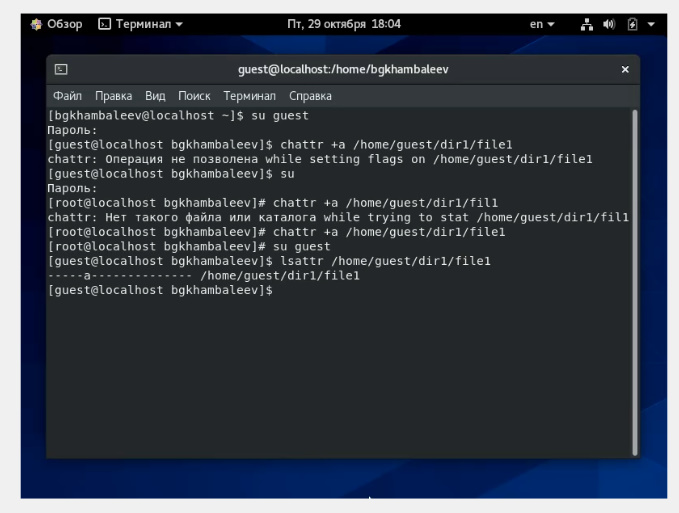 Обзор Терминал Пт, 29 октября 18:04 en
guest@localhost:/home/bgkhambaleev ×
Файл Правка Вид Поиск Терминал Справка
[bgkhambaleev@localhost ~]$ su guest
Пароль:
[guest@localhost bgkhambaleev]$ chattr +a /home/guest/dir1/file1
chattr: Операция не позволена while setting flags on /home/guest/dir1/file1
[guest@localhost bgkhambaleev]$ su
Пароль:
[root@localhost bgkhambaleev]# chattr +a /home/guest/dir1/fil1
chattr: Нет такого файла или каталога while trying to stat /home/guest/dir1/fil1
[root@localhost bgkhambaleev]# chattr +a /home/guest/dir1/file1
[root@localhost bgkhambaleev]# su guest
[guest@localhost bgkhambaleev]$ lsattr /home/guest/dir1/file1
-----a-------------- /home/guest/dir1/file1
[guest@localhost bgkhambaleev]$